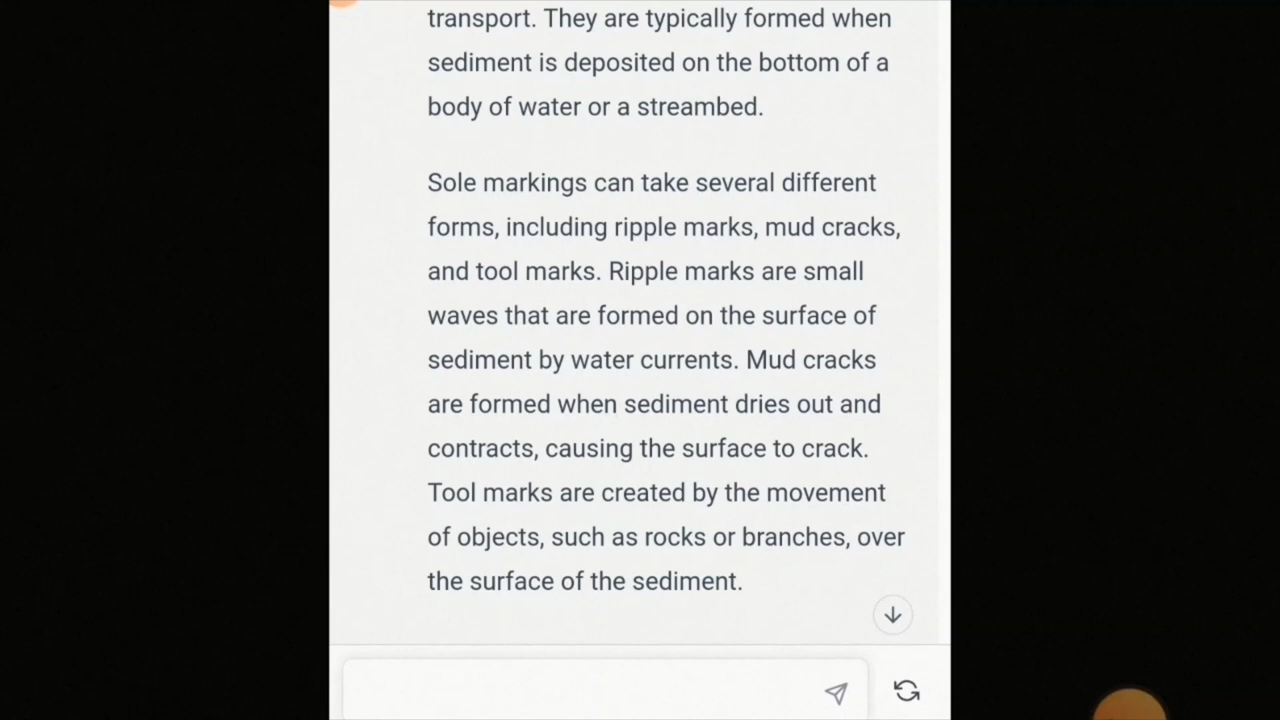 transport. They are typically formed when
sediment is deposited on the bottom of a
body of water or a streambed.
Sole markings can take several different
forms, including ripple marks, mud cracks,
and tool marks. Ripple marks are small
waves that are formed on the surface of
sediment by water currents. Mud cracks
are formed when sediment dries out and
contracts, causing the surface to crack.
Tool marks are created by the movement
of objects, such as rocks or branches, over
the surface of the sediment.